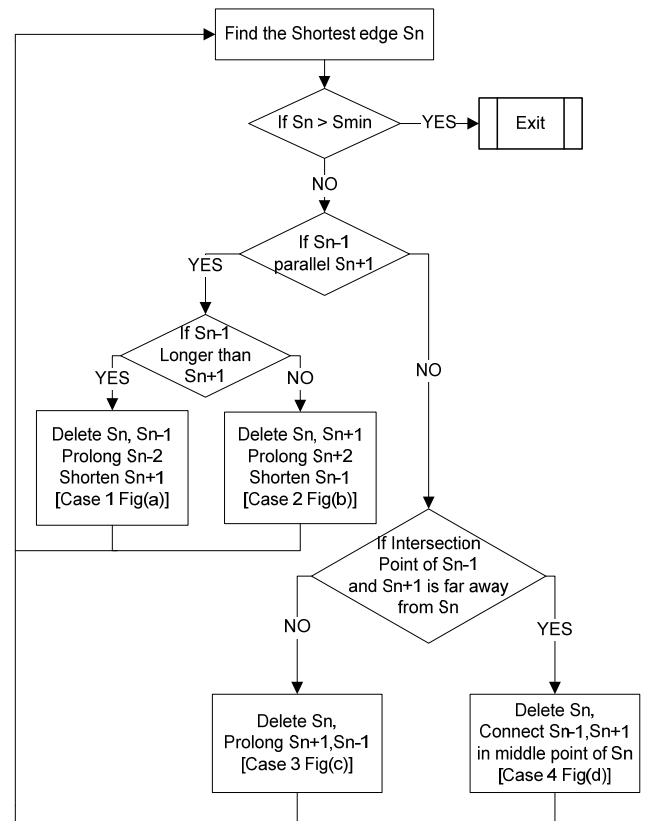 Find the Shortest edge Sn
If Sn > Smin
YES
Exit
NO
If Sn-1
parallel Sn+1
YES
If Sn-1
Longer than
Sn+1
NO
YES
NO
Delete Sn, Sn-1
Prolong Sn-2
Shorten Sn+1
[Case 1 Fig(a)]
Delete Sn, Sn+1
Prolong Sn+2
Shorten Sn-1
[Case 2 Fig(b)]
If Intersection
Point of Sn-1
and Sn+1 is far away
from Sn
NO
YES
Delete Sn,
Prolong Sn+1,Sn-1
[Case 3 Fig(c)]
Delete Sn,
Connect Sn-1,Sn+1
in middle point of Sn
[Case 4 Fig(d)]